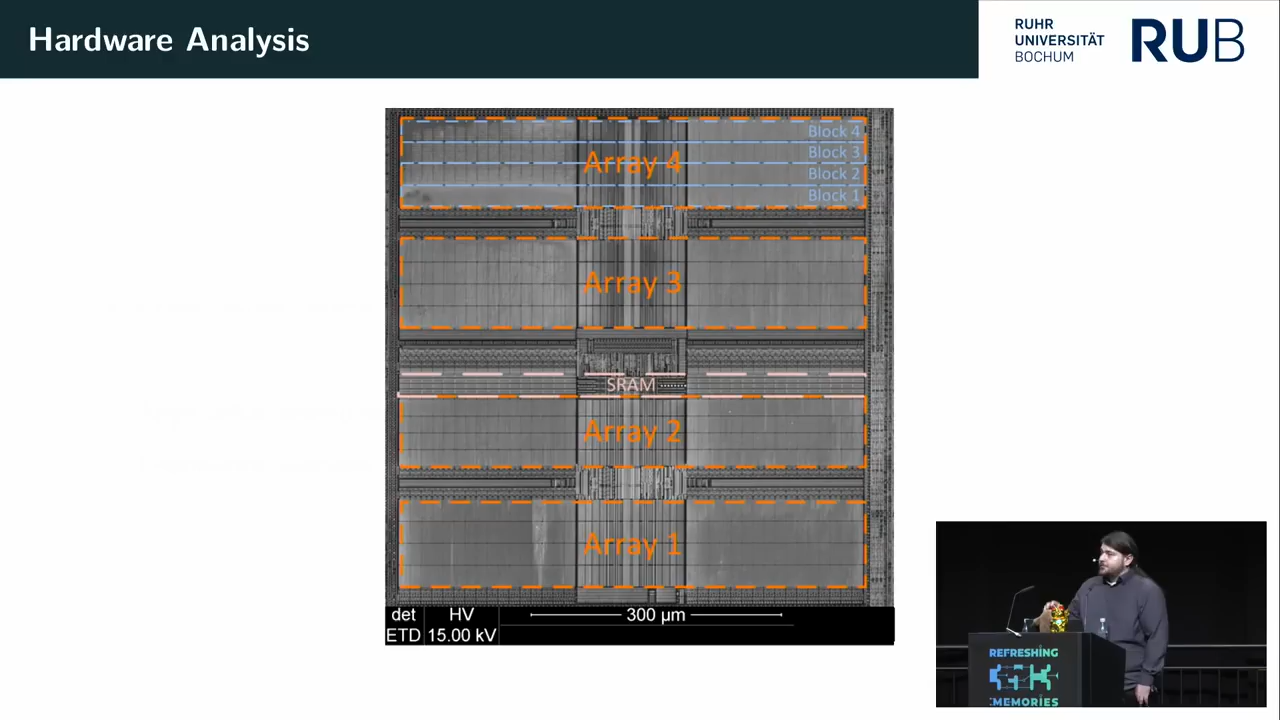 Hardware Analysis
RUHR
UNIVERSITÄT
BOCHUM
RUB
Block 4
Block 3
Array 4
Block 2
Block 1
Array 3
SRAM
Array 2
Array 1
det
HV
300 µm
ETD
15.00 kV
REFRESHING
MEMORIES